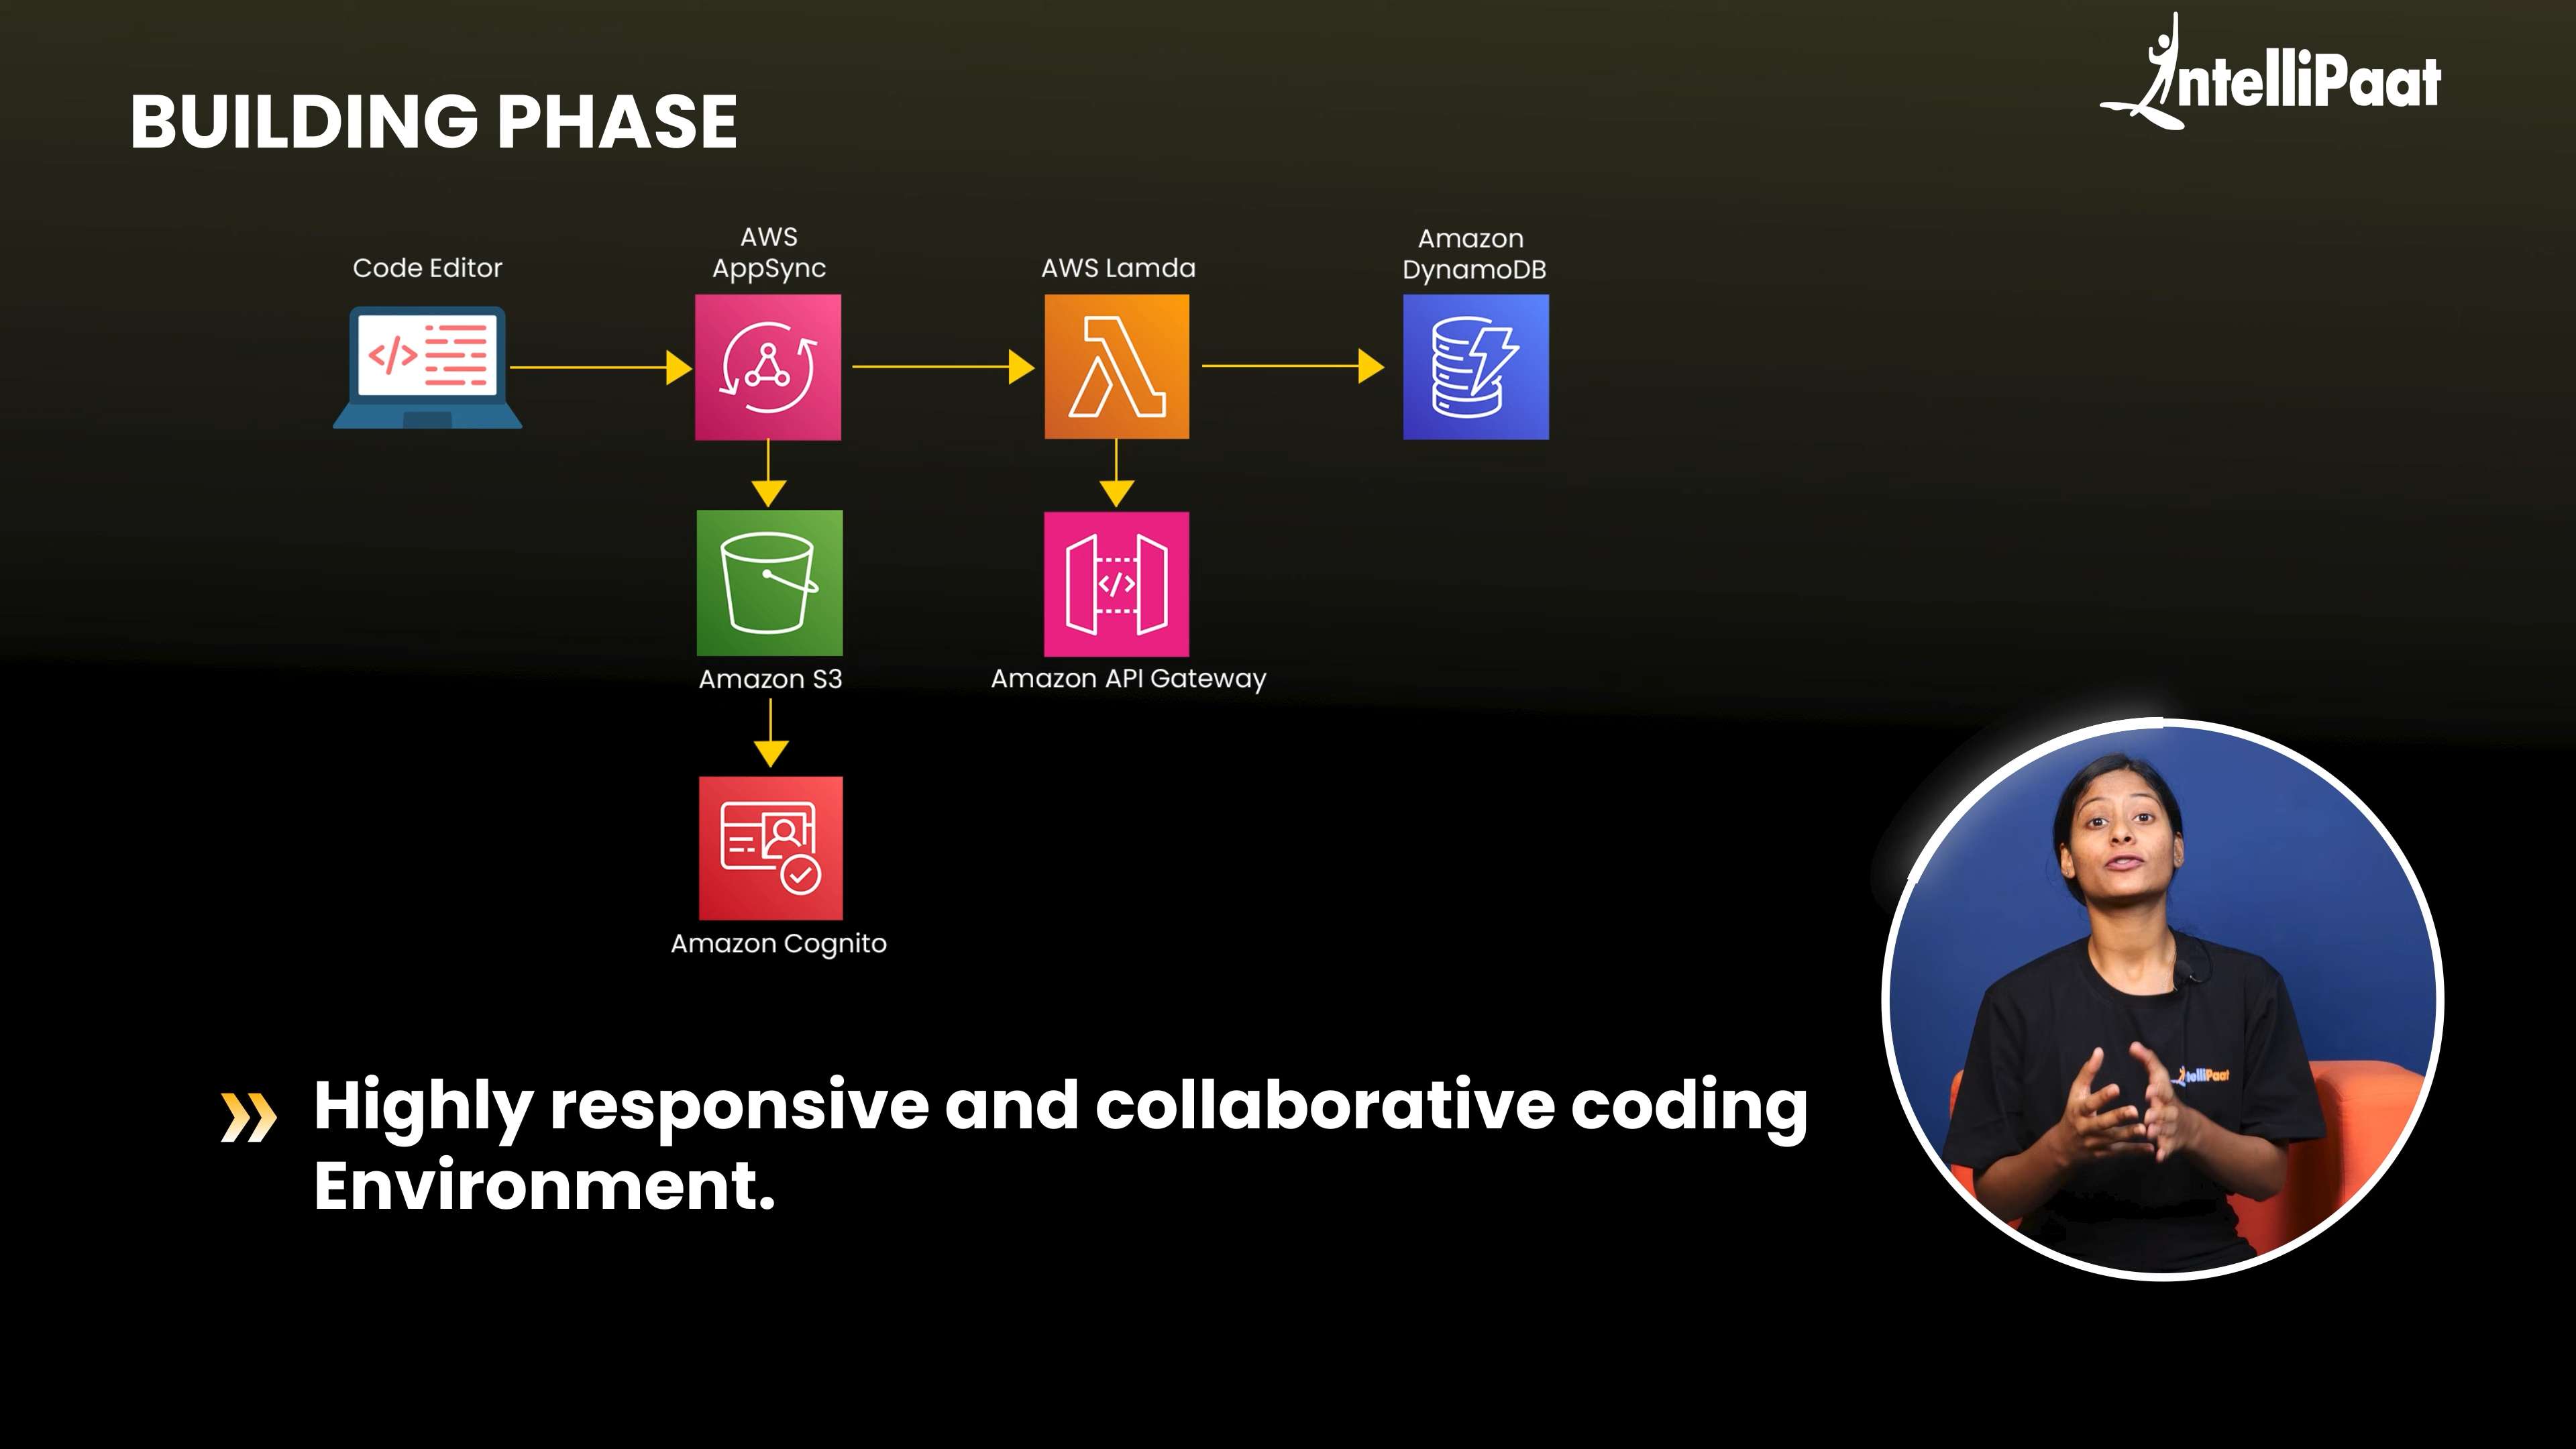 IntelliPaat
BUILDING PHASE
Code Editor
AWS
AppSync
AWS Lamda
Amazon
DynamoDB
</>
</>
Amazon S3
Amazon API Gateway
Amazon Cognito
Highly responsive and collaborative coding
Environment.
IntelliPaat